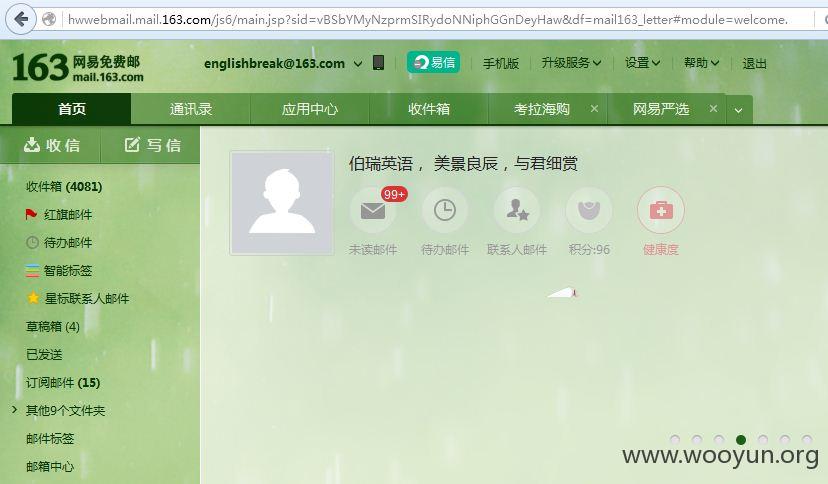 hwwebmail.mail.163.com/js6/main.jsp?sid=vBSbYMyNzprmSIRydoNNiphGGnDeyHaw&df=mail163_letter#module=welcome.
163 网易免费邮
mail.163.com
englishbreak@163.com
易信
手机版
升级服务
设置
帮助
退出
首页
通讯录
应用中心
收件箱
考拉海购 ×
网易严选 ×
收信
写信
收件箱 (4081)
红旗邮件
待办邮件
智能标签
星标联系人邮件
草稿箱 (4)
已发送
订阅邮件 (15)
其他9个文件夹
邮件标签
邮箱中心
伯瑞英语， 美景良辰，与君细赏
99+
未读邮件
待办邮件
联系人邮件
积分:96
健康度
www.wooyun.org